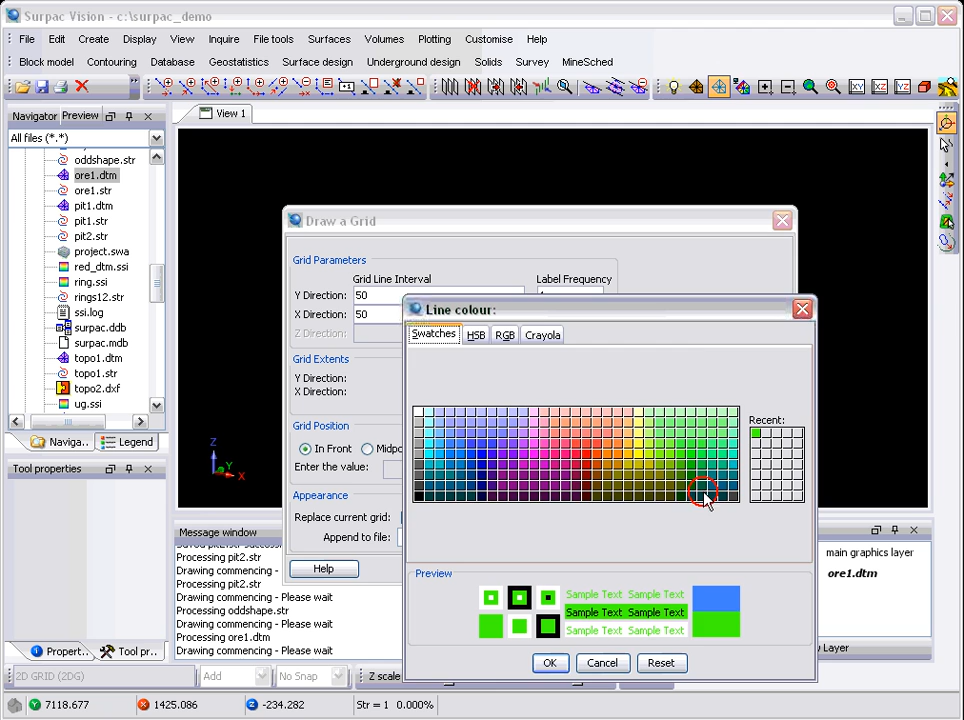 Surpac Vision - c:\surpac_demo
File Edit Create Display View Inquire File tools Surfaces Volumes Plotting Customise Help
Block model Contouring Database Geostatistics Surface design Underground design Solids Survey MineSched
Navigator Preview
View 1
All files (*.*)
oddshape.str
ore1.dtm
ore1.str
pit1.dtm
pit1.str
pit2.str
project.swa
red_dtm.ssi
ring.ssi
rings12.str
ssi.log
surpac.ddb
surpac.mdb
topo1.dtm
topo1.str
topo2.dxf
ug.ssi
Naviga.. Legend
Tool properties
Propert.. Tool pr..
Z
Y
X
Draw a Grid
Grid Parameters
Grid Line Interval Label Frequency
Y Direction: 50
X Direction: 50
Z Direction:
Grid Extents
Y Direction:
X Direction:
Grid Position
In Front
Enter the value:
Appearance
Replace current grid:
Append to file:
Help
Line colour:
Swatches HSB RGB Crayola
Recent:
Preview
Sample Text Sample Text
Sample Text Sample Text
Sample Text Sample Text
OK Cancel Reset
Message window
Processing pit2.str
Drawing commencing -
Processing pit2.str
Drawing commencing - Please wait
Processing oddshape.str
Drawing commencing - Please wait
Processing ore1.dtm
Drawing commencing - Please wait
main graphics layer
ore1.dtm
Layer
2D GRID (2DG) Add No Snap Z scale
Y 7118.677 X 1425.086 Z -234.282 Str = 1 0.000%
XY XZ YZ